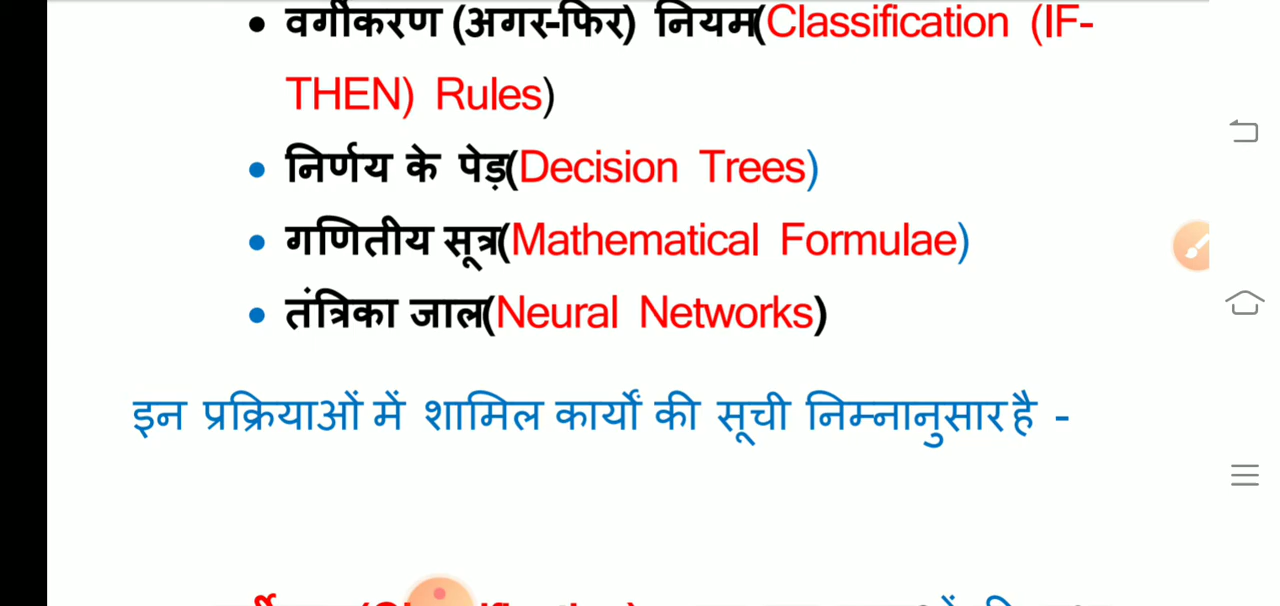 • वर्गीकरण (अगर-फिर) नियम(Classification (IF-
THEN) Rules)
• निर्णय के पेड़(Decision Trees)
• गणितीय सूत्र(Mathematical Formulae)
• तंत्रिका जाल(Neural Networks)
इन प्रक्रियाओं में शामिल कार्यों की सूची निम्नानुसार है -